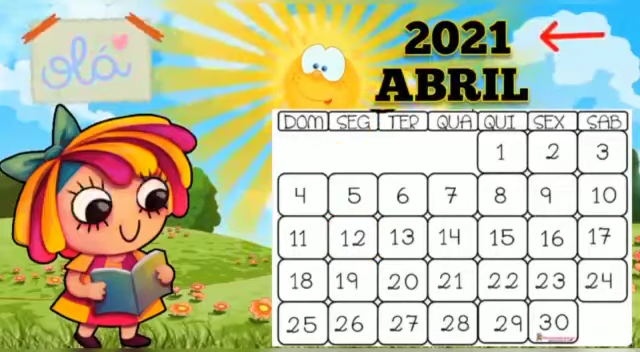 olá
2021
ABRIL
DOM SEG TER QUA QUI SEX SAB
1 2 3
4 5 6 7 8 9 10
11 12 13 14 15 16 17
18 19 20 21 22 23 24
25 26 27 28 29 30